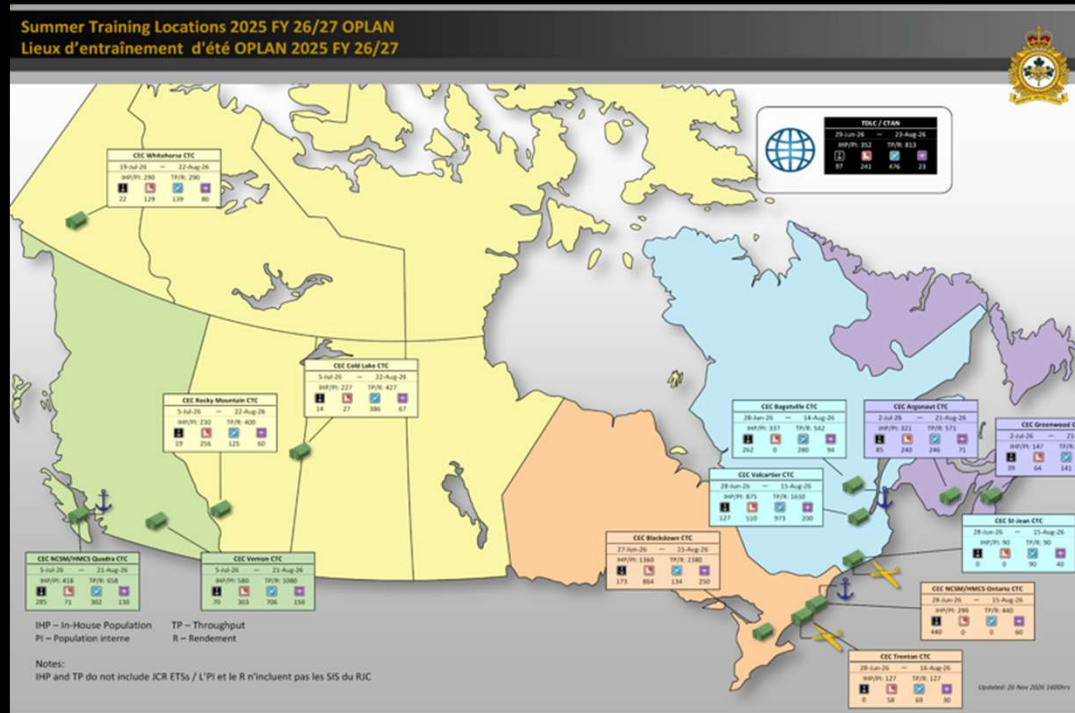 Summer Training Locations 2025 FY 26/27 OPLAN
Lieux d'entraînement d'été OPLAN 2025 FY 26/27
TDLC / CTAN
29-Jun-26 — 23-Aug-26
IHP/PI: 352 TP/R: 813
97 241 476 23
CEC Whitehorse CTC
19-Jul-26 — 22-Aug-26
IHP/PI: 290 TP/R: 290
22 129 139 80
CEC Cold Lake CTC
5-Jul-26 — 22-Aug-26
IHP/PI: 227 TP/R: 427
14 27 386 67
CEC Rocky Mountain CTC
5-Jul-26 — 22-Aug-26
IHP/PI: 230 TP/R: 400
19 256 125 60
CEC Bagotville CTC
28-Jun-26 — 14-Aug-26
IHP/PI: 337 TP/R: 542
262 0 280 94
CEC Argonaut CTC
2-Jul-26 — 21-Aug-26
IHP/PI: 321 TP/R: 571
85 240 246 71
CEC Greenwood C
2-Jul-26 — 21
IHP/PI: 147 TP/R
39 64 141
CEC Valcartier CTC
28-Jun-26 — 15-Aug-26
IHP/PI: 875 TP/R: 1610
127 510 973 200
CEC St Jean CTC
28-Jun-26 — 15-Aug-26
IHP/PI: 90 TP/R: 90
0 0 90 40
CEC Blackdown CTC
27-Jun-26 — 15-Aug-26
IHP/PI: 1360 TP/R: 2380
173 864 134 250
CEC NCSM/HMCS Quadra CTC
5-Jul-26 — 21-Aug-26
IHP/PI: 418 TP/R: 658
285 71 302 130
CEC Vernon CTC
5-Jul-26 — 21-Aug-26
IHP/PI: 580 TP/R: 1080
70 303 706 150
CEC NCSM/HMCS Ontario CTC
28-Jun-26 — 15-Aug-26
IHP/PI: 290 TP/R: 440
440 0 0 60
CEC Trenton CTC
28-Jun-26 — 16-Aug-26
IHP/PI: 127 TP/R: 127
0 58 69 30
IHP – In-House Population TP – Throughput
PI – Population interne R – Rendement
Notes:
IHP and TP do not include JCR ETSs / L'PI et le R n'incluent pas les SIS du RJC
Updated: 26 Nov 2026 1600hrs